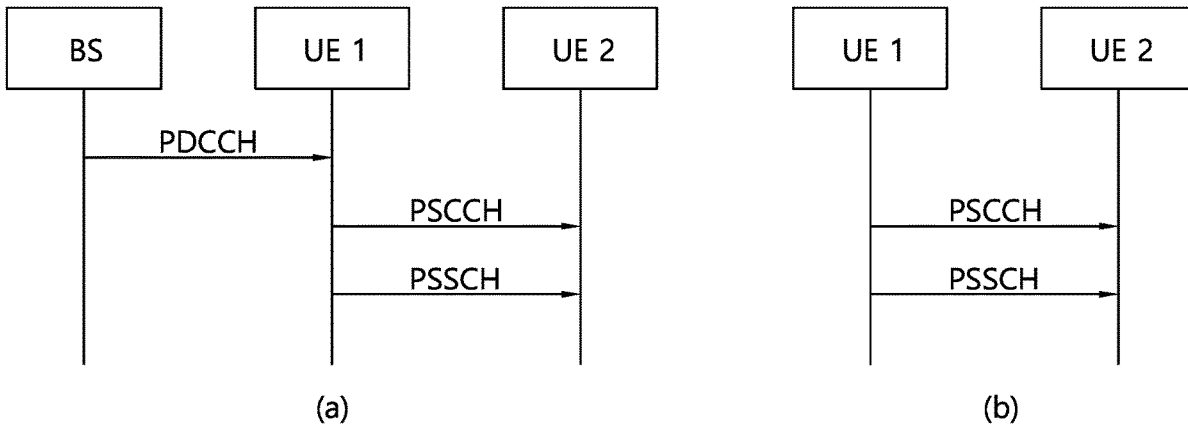 BS UE 1 UE 2 UE 1 UE 2
PDCCH
PSCCH PSCCH
PSSCH PSSCH
(a) (b)